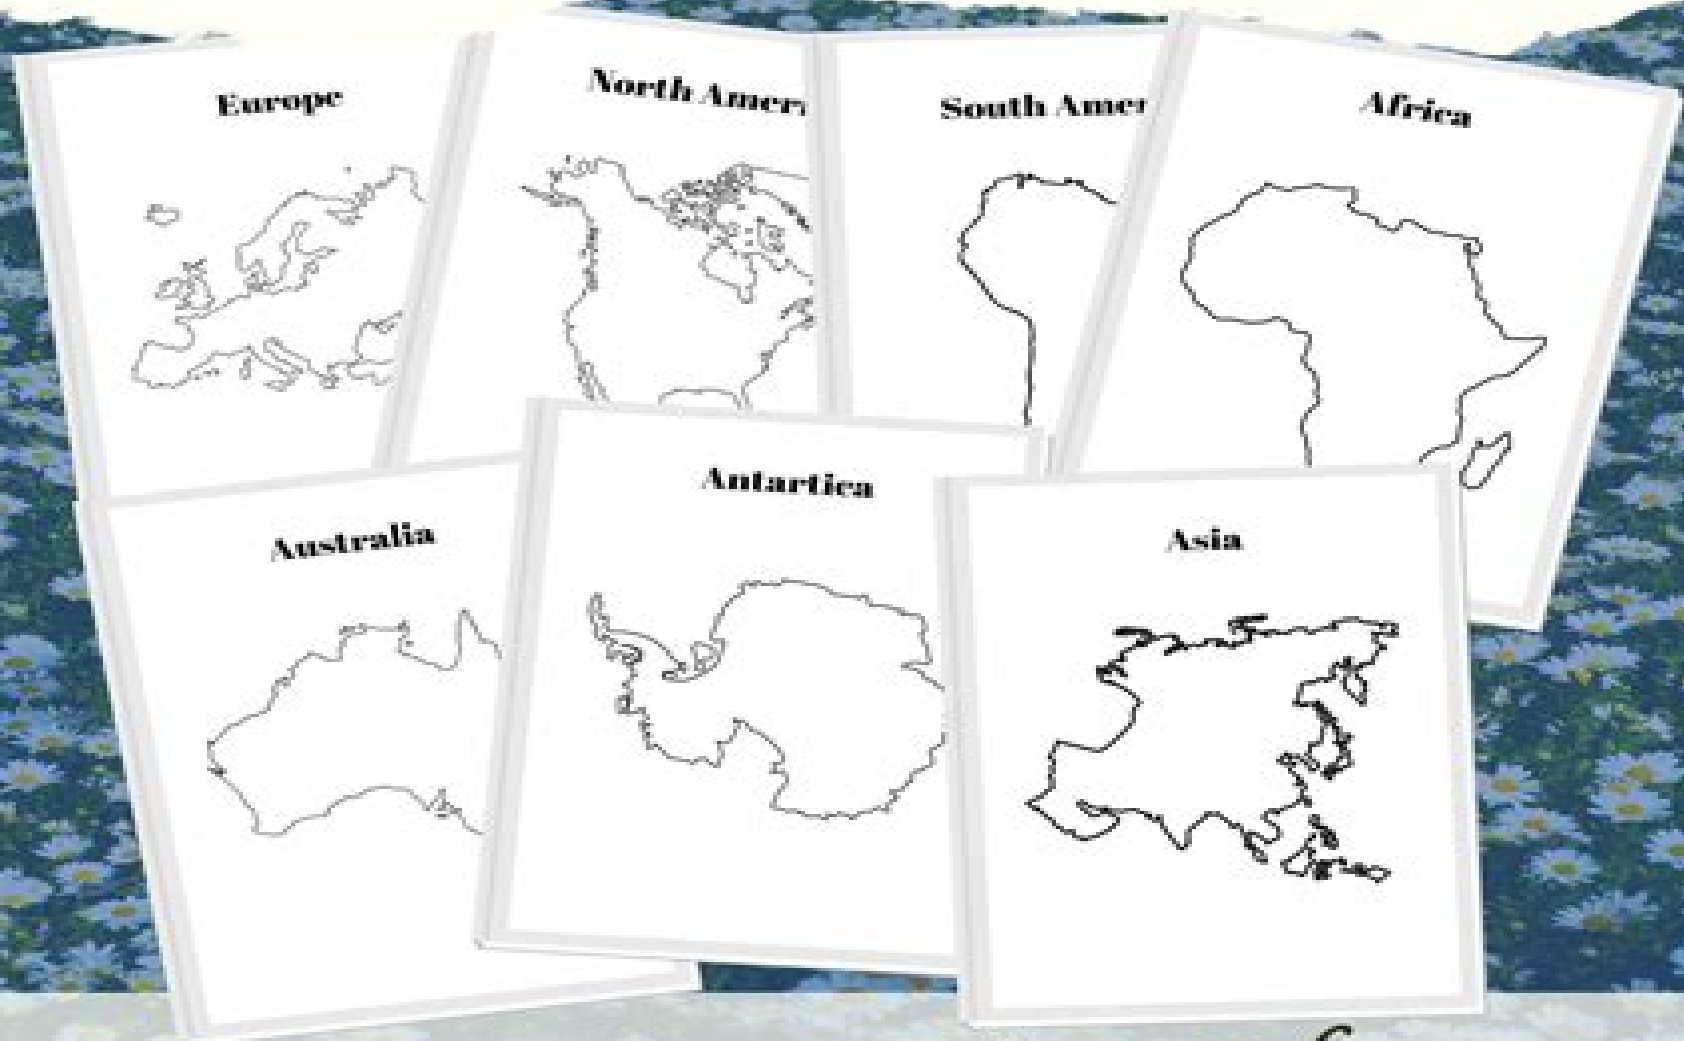 Europe
North Amer
South Amer
Africa
Australia
Antartica
Asia